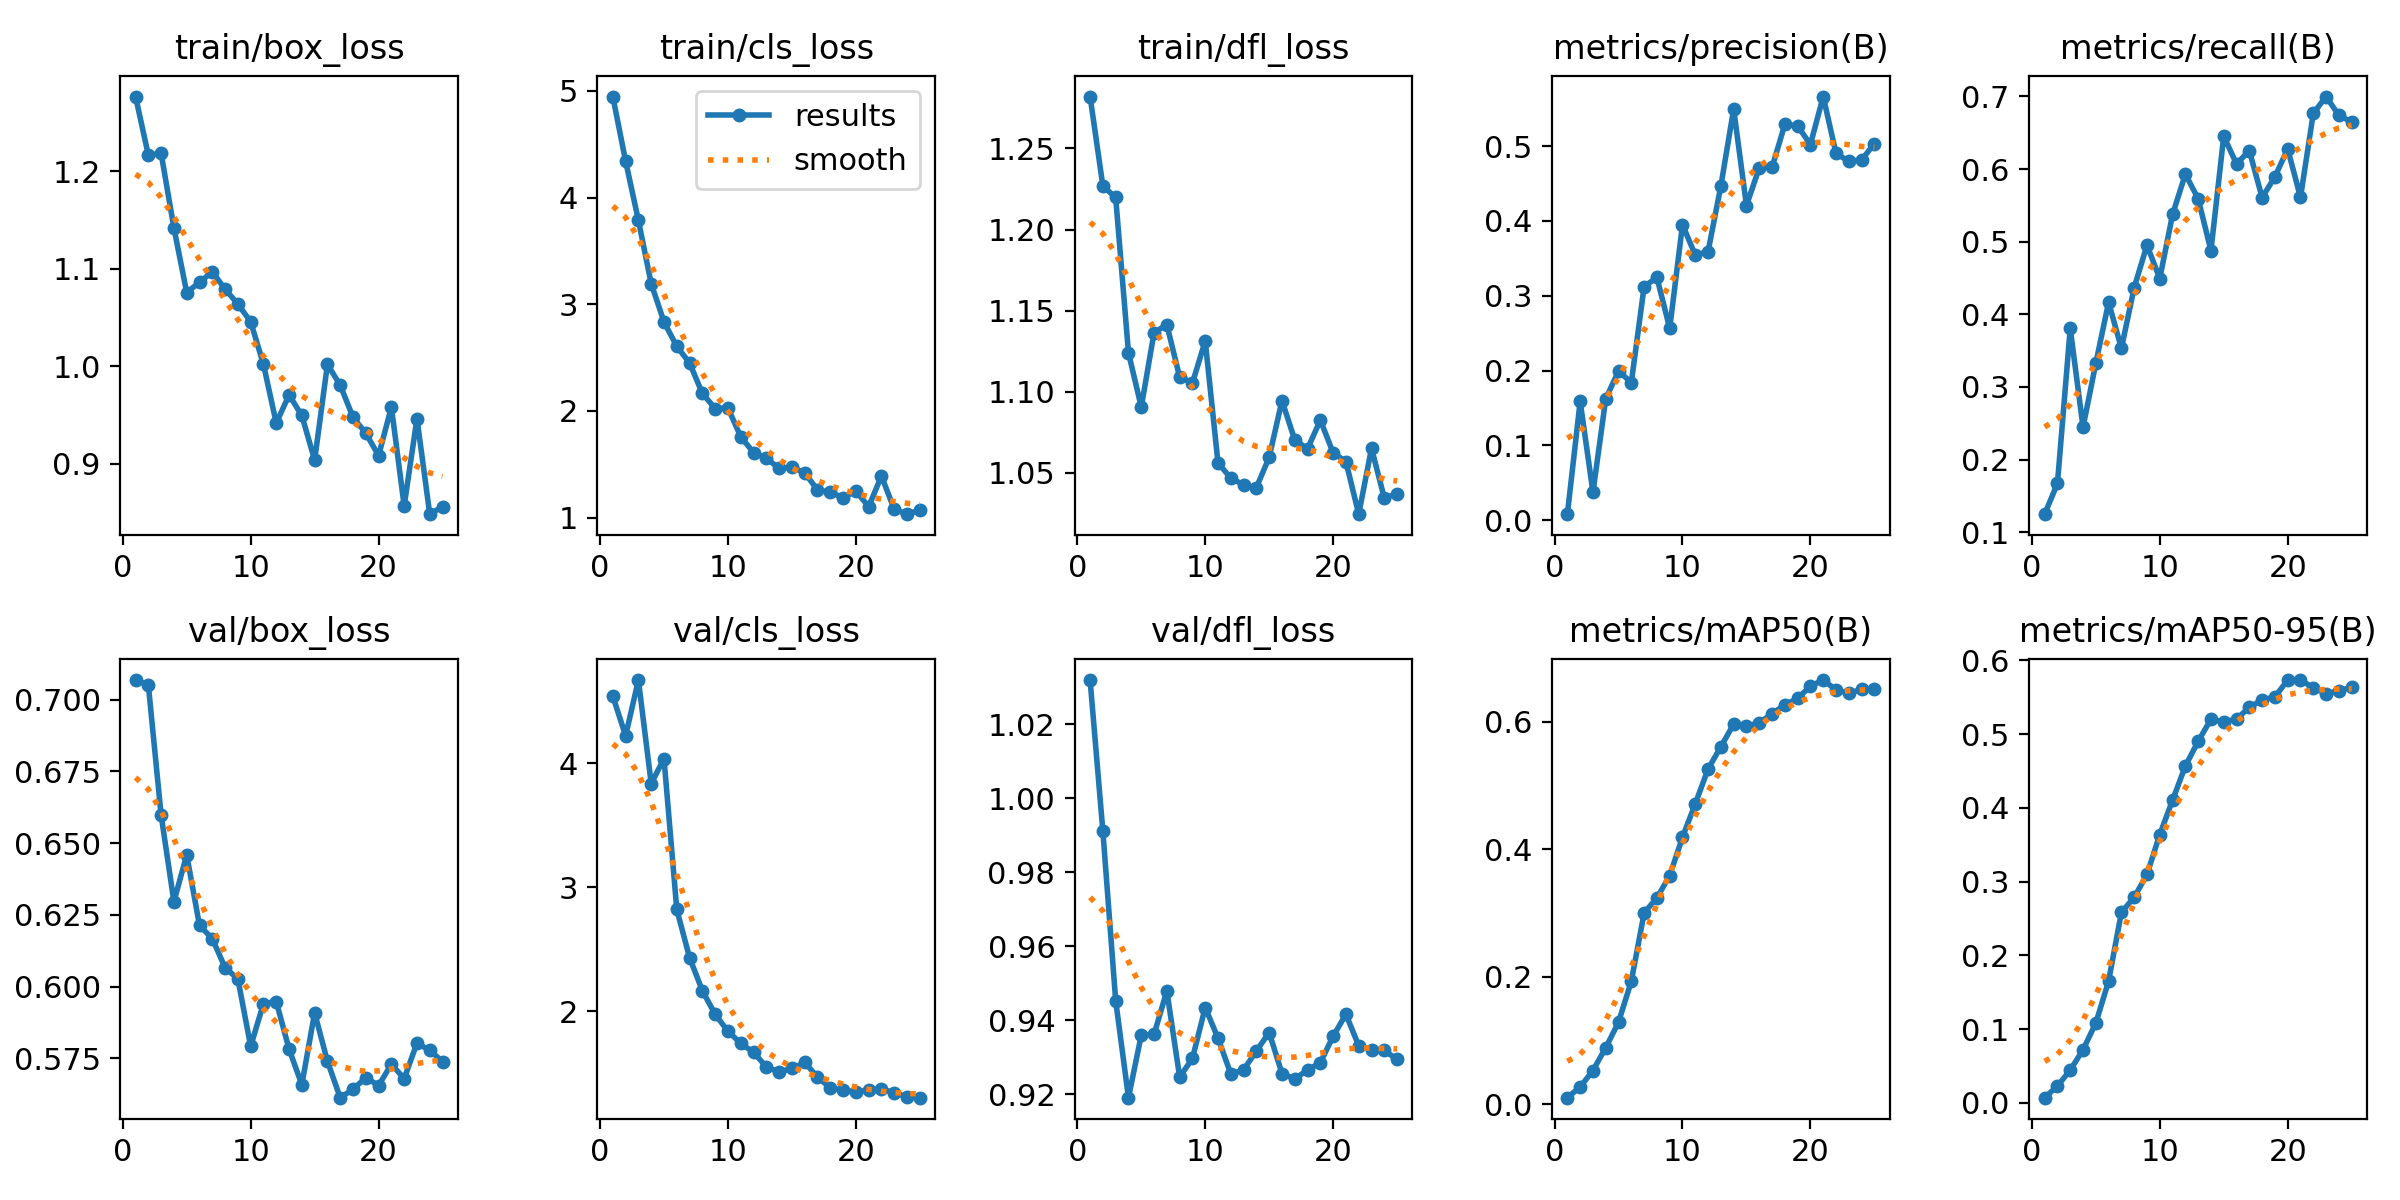 train/box_loss
1.2
1.1
1.0
0.9
0 10 20
train/cls_loss
results
smooth
5
4
3
2
1
0 10 20
train/dfl_loss
1.25
1.20
1.15
1.10
1.05
0 10 20
metrics/precision(B)
0.5
0.4
0.3
0.2
0.1
0.0
0 10 20
metrics/recall(B)
0.7
0.6
0.5
0.4
0.3
0.2
0.1
0 10 20
val/box_loss
0.700
0.675
0.650
0.625
0.600
0.575
0 10 20
val/cls_loss
4
3
2
0 10 20
val/dfl_loss
1.02
1.00
0.98
0.96
0.94
0.92
0 10 20
metrics/mAP50(B)
0.6
0.4
0.2
0.0
0 10 20
metrics/mAP50-95(B)
0.6
0.5
0.4
0.3
0.2
0.1
0.0
0 10 20